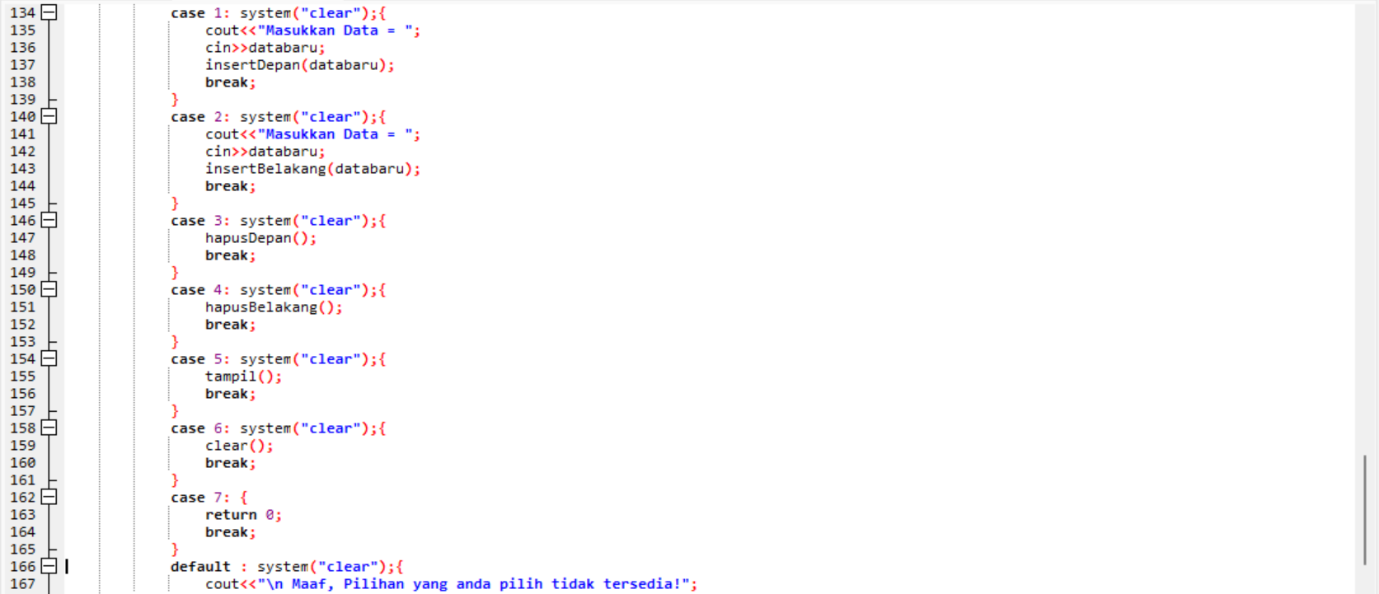 134 case 1: system("clear");{
135 cout<<"Masukkan Data = ";
136 cin>>databaru;
137 insertDepan(databaru);
138 break;
139 }
140 case 2: system("clear");{
141 cout<<"Masukkan Data = ";
142 cin>>databaru;
143 insertBelakang(databaru);
144 break;
145 }
146 case 3: system("clear");{
147 hapusDepan();
148 break;
149 }
150 case 4: system("clear");{
151 hapusBelakang();
152 break;
153 }
154 case 5: system("clear");{
155 tampil();
156 break;
157 }
158 case 6: system("clear");{
159 clear();
160 break;
161 }
162 case 7: {
163 return 0;
164 break;
165 }
166 default : system("clear");{
167 cout<<"\n Maaf, Pilihan yang anda pilih tidak tersedia!";